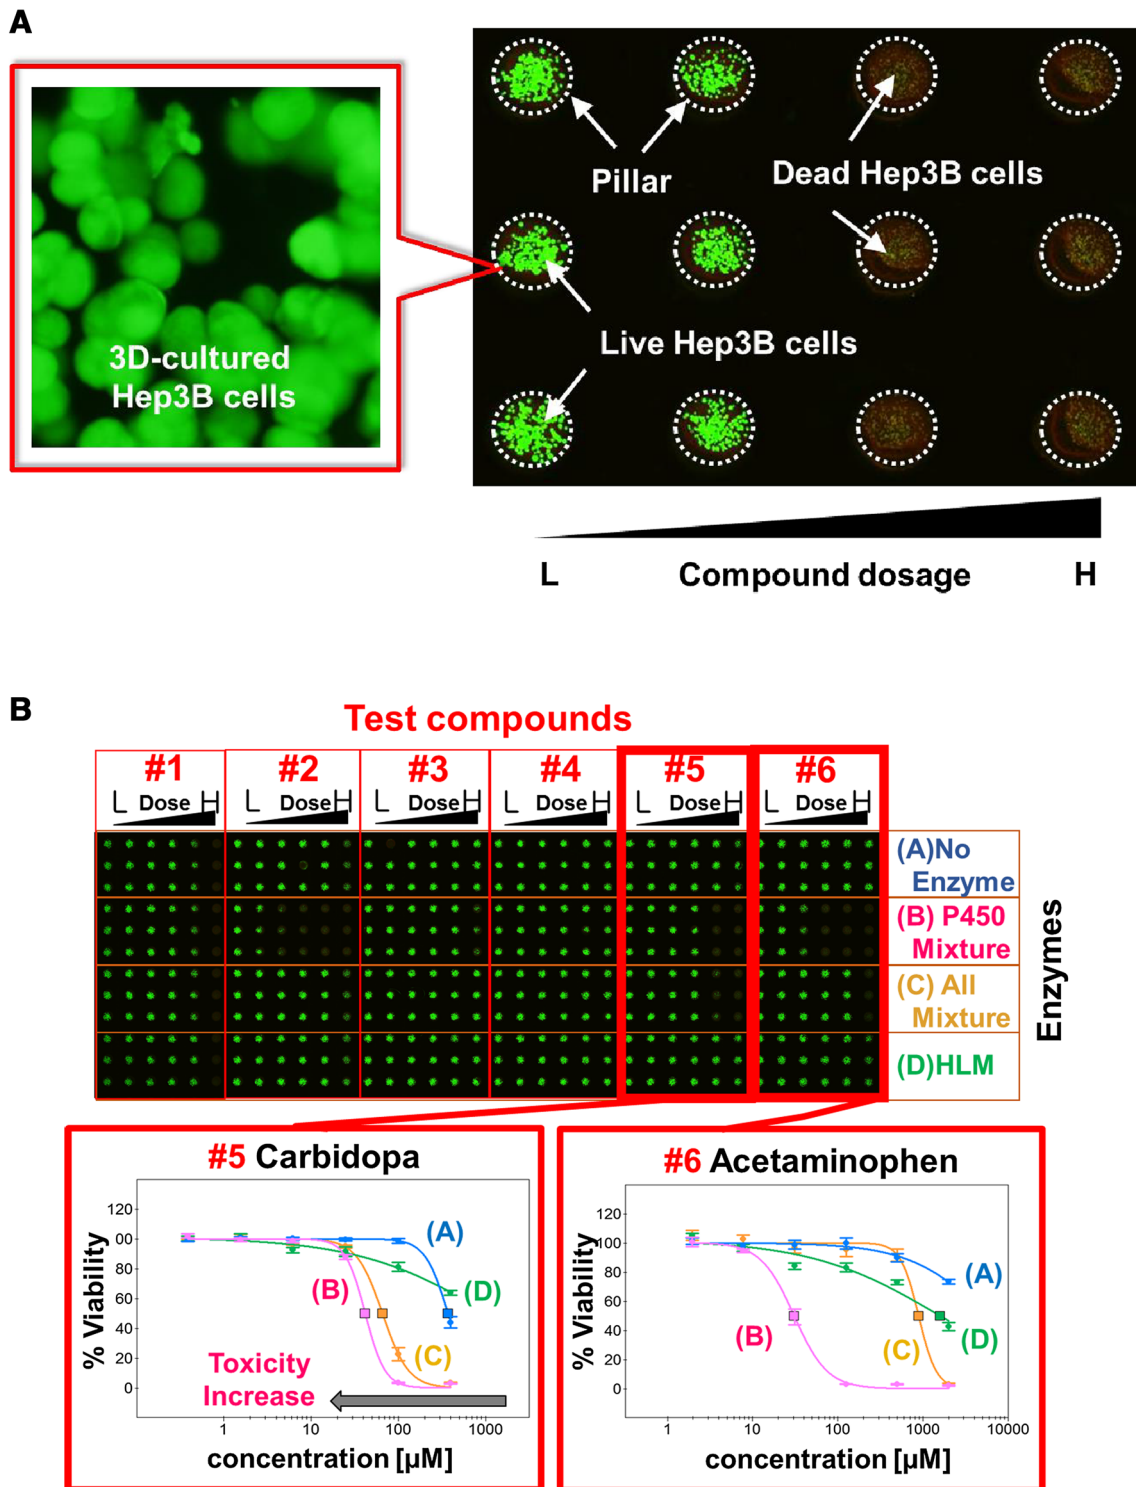 A
3D-cultured
Hep3B cells
Pillar
Dead Hep3B cells
Live Hep3B cells
L
Compound dosage
H
B
Test compounds
#1
#2
#3
#4
#5
#6
L Dose H
L Dose H
L Dose H
L Dose H
L Dose H
L Dose H
(A)No
Enzyme
(B) P450
Mixture
(C) All
Mixture
(D)HLM
Enzymes
#5 Carbidopa
% Viability
120
00
80
60
40
20
0
(A)
(B)
(D)
(C)
Toxicity
Increase
1
10
100
1000
concentration [µM]
#6 Acetaminophen
% Viability
120
100
80
60
40
20
0
(A)
(B)
(C)
(D)
1
10
100
1000
10000
concentration [µM]